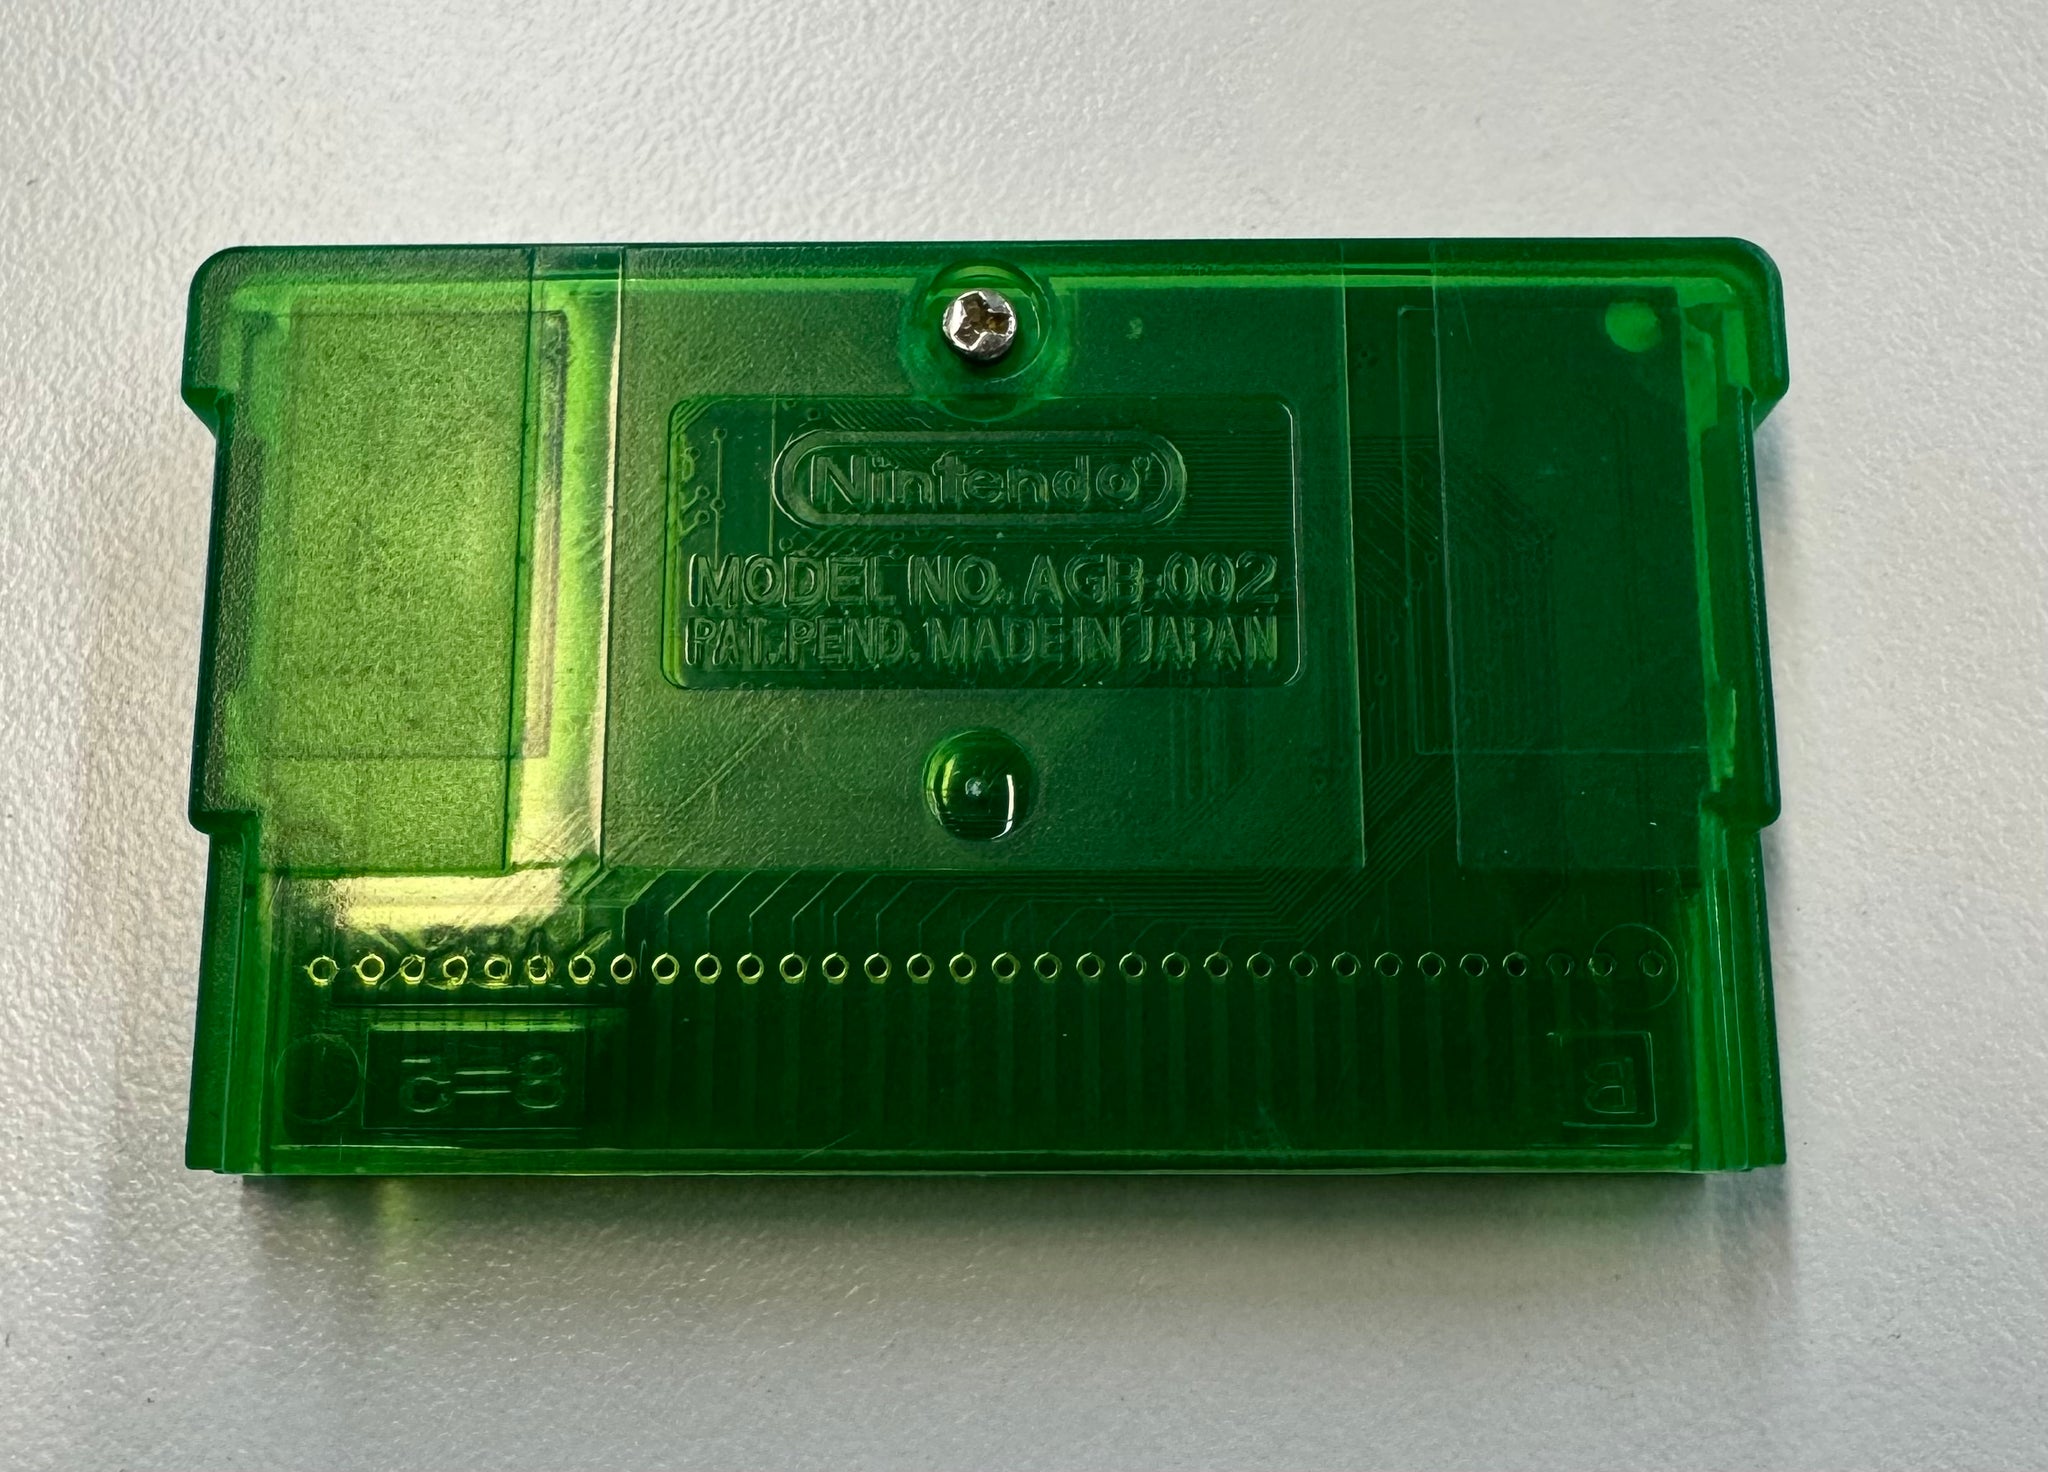 Nintendo
MODEL NO. AGB-002
PAT. PEND. MADE IN JAPAN
B